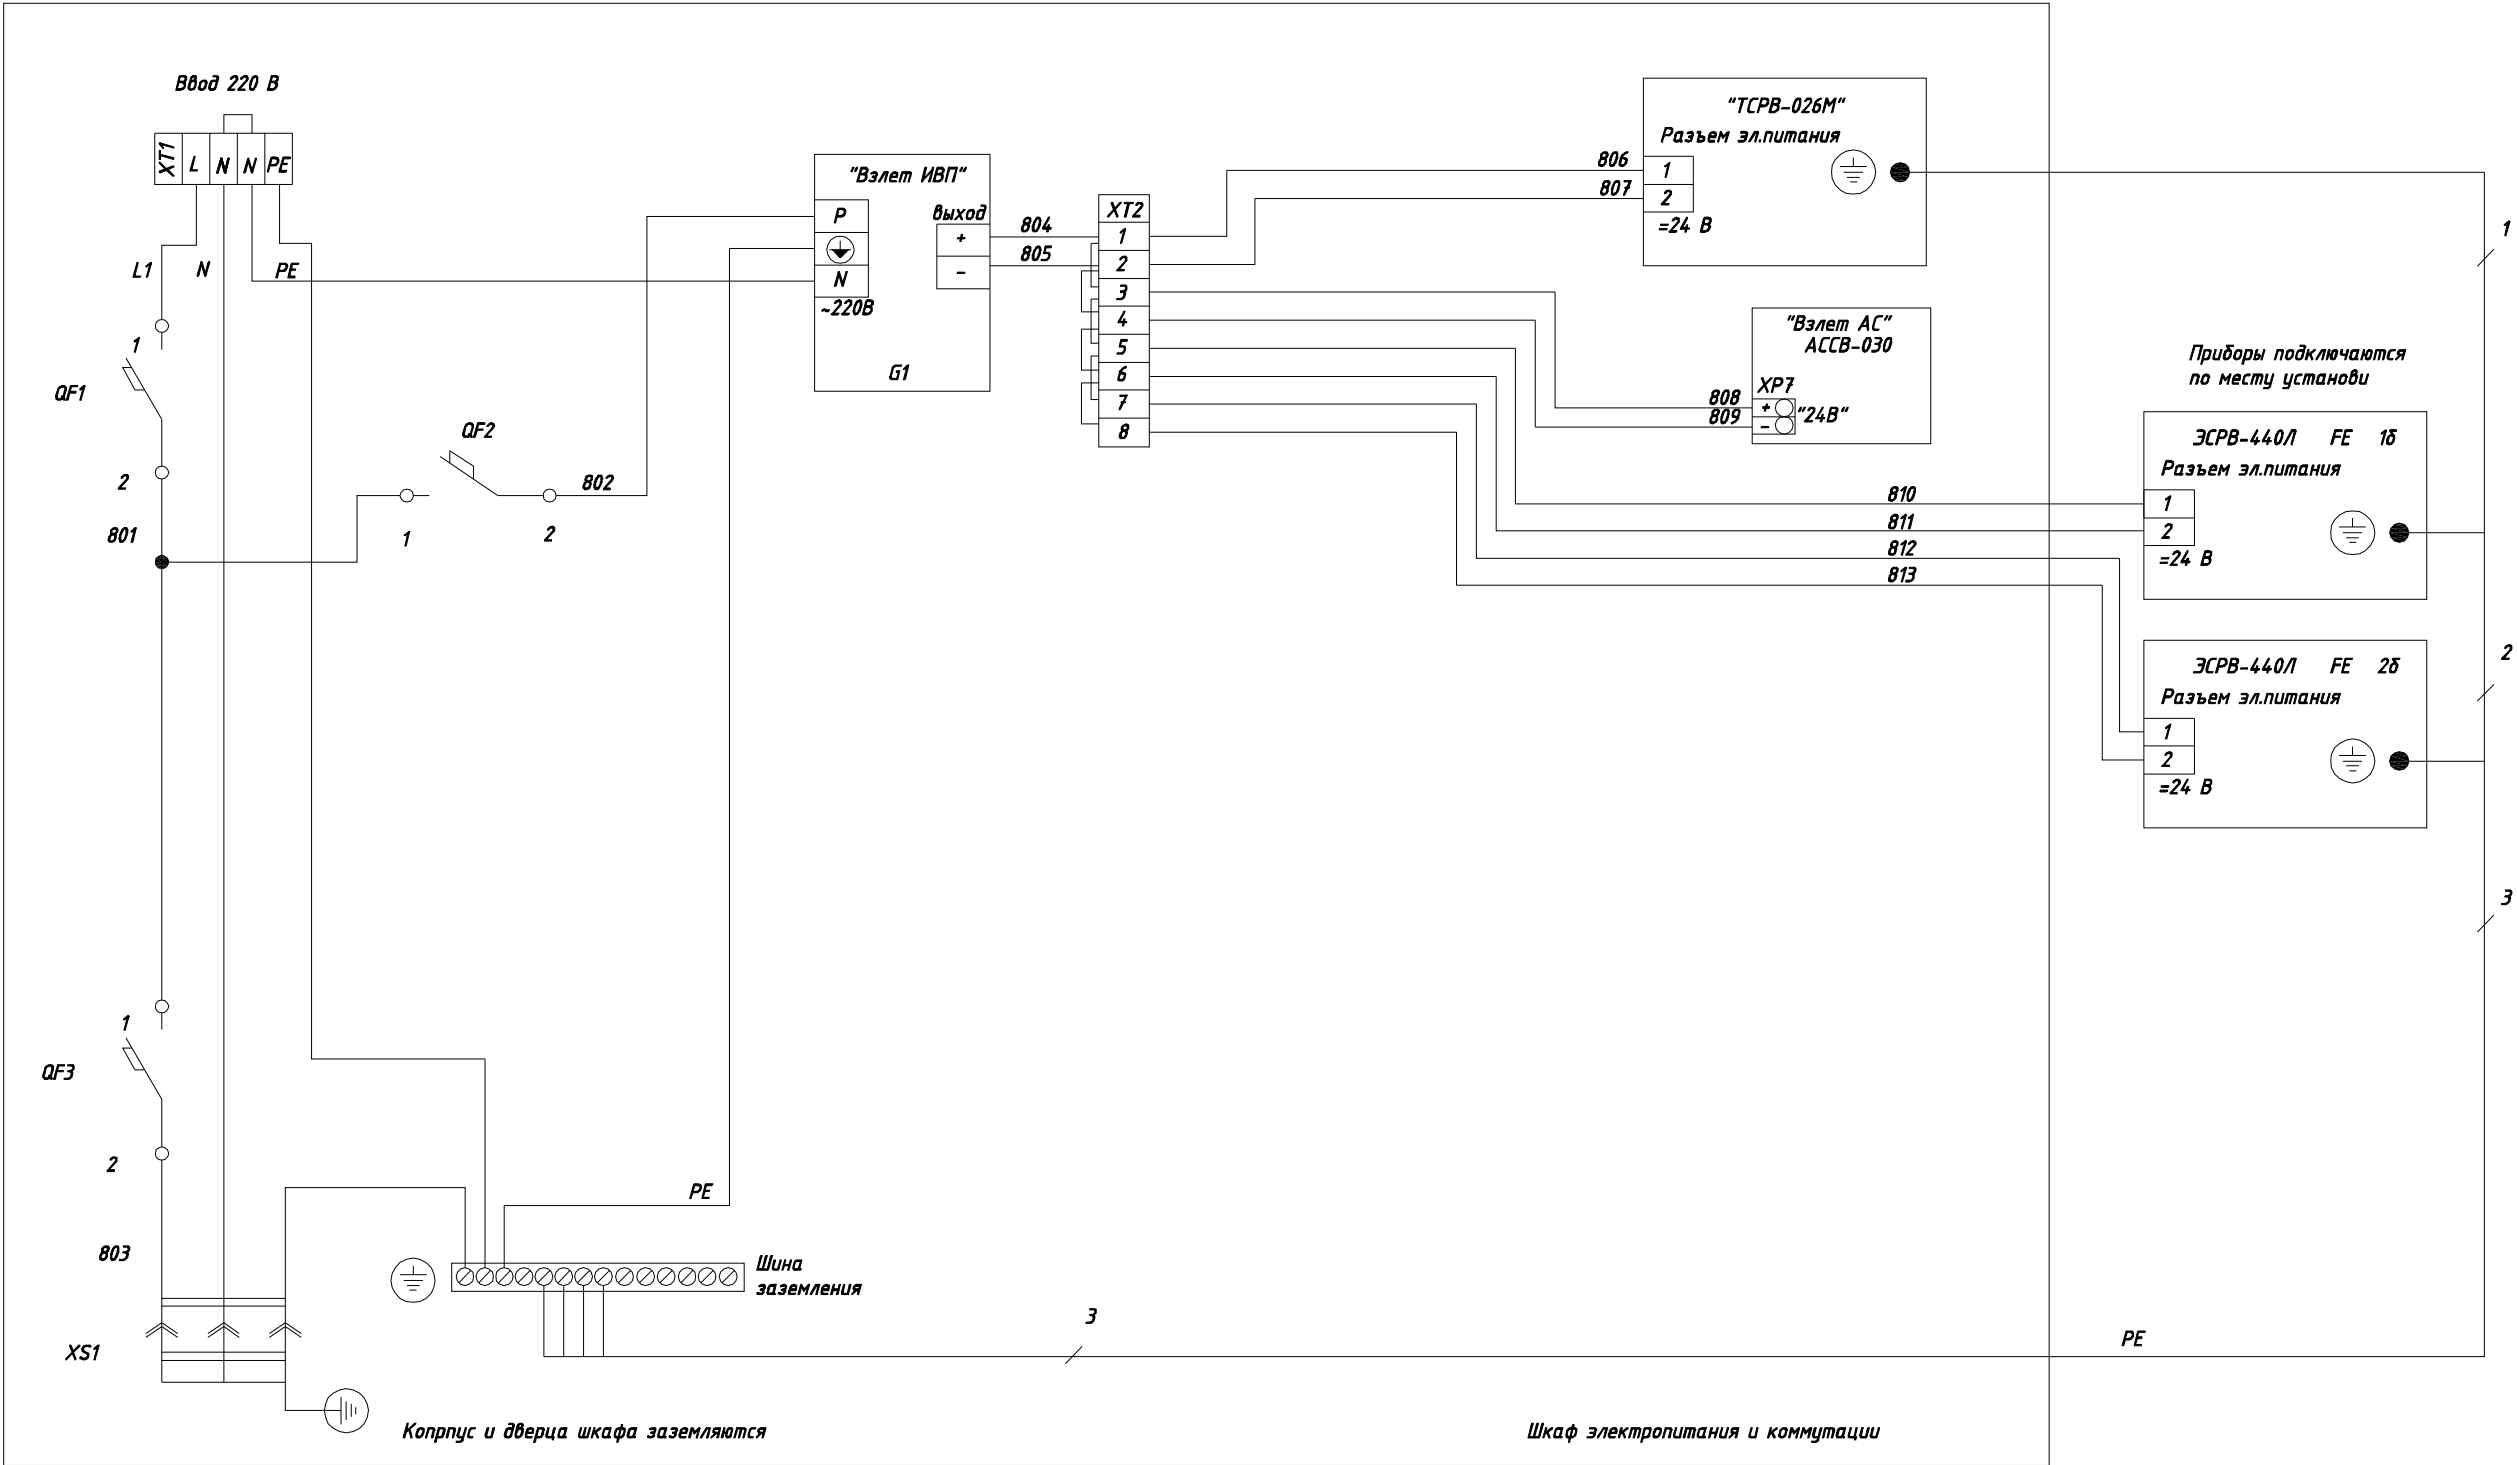 Ввод 220 В
XT1 L N N PE
L1 N PE
1
QF1
2
801
QF2
1
2
802
"Взлет ИВП"
P
N
~220В
выход
+
-
G1
804
805
XT2
1
2
3
4
5
6
7
8
"ТСРВ-026М"
Разъем эл.питания
806
1
807
2
=24 В
"Взлет АС"
АССВ-030
XP7
808
+
809
-
"24В"
1
Приборы подключаются
по месту установи
ЭСРВ-440Л FE 1б
Разъем эл.питания
810
1
811
2
=24 В
812
813
2
ЭСРВ-440Л FE 2б
Разъем эл.питания
1
2
=24 В
3
1
QF3
2
803
XS1
PE
Шина
заземления
3
PE
Копрпус и дверца шкафа заземляются
Шкаф электропитания и коммутации